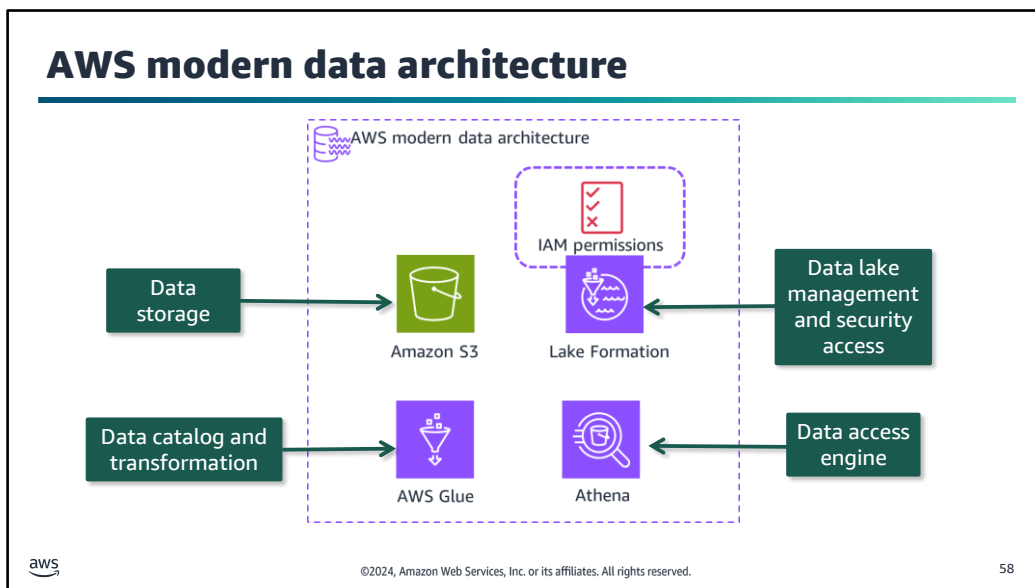 AWS modern data architecture
AWS modern data architecture
IAM permissions
Data
storage
Amazon S3
Lake Formation
Data lake
management
and security
access
Data catalog and
transformation
AWS Glue
Athena
Data access
engine
aws
©2024, Amazon Web Services, Inc. or its affiliates. All rights reserved.
58